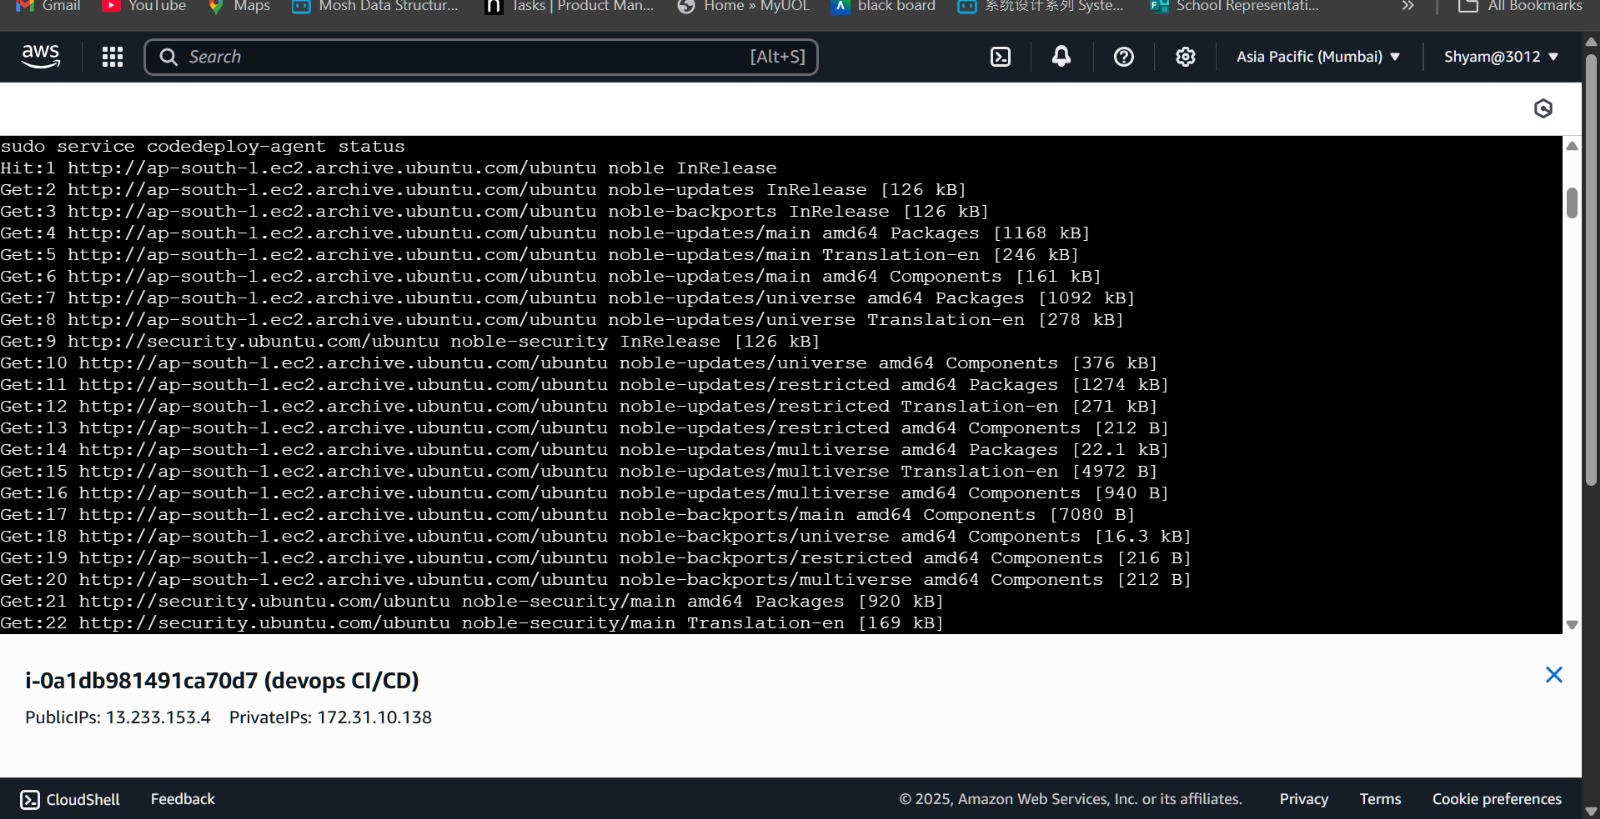 Gmail
YouTube
Maps
Mosh Data Structur...
Tasks | Product Man...
Home » MyUOL
black board
系统设计系列 Syste...
School Representati...
»
All Bookmarks
aws
Search
[Alt+S]
Asia Pacific (Mumbai)
Shyam@3012
sudo service codedeploy-agent status
Hit:1 http://ap-south-1.ec2.archive.ubuntu.com/ubuntu noble InRelease
Get:2 http://ap-south-1.ec2.archive.ubuntu.com/ubuntu noble-updates InRelease [126 kB]
Get:3 http://ap-south-1.ec2.archive.ubuntu.com/ubuntu noble-backports InRelease [126 kB]
Get:4 http://ap-south-1.ec2.archive.ubuntu.com/ubuntu noble-updates/main amd64 Packages [1168 kB]
Get:5 http://ap-south-1.ec2.archive.ubuntu.com/ubuntu noble-updates/main Translation-en [246 kB]
Get:6 http://ap-south-1.ec2.archive.ubuntu.com/ubuntu noble-updates/main amd64 Components [161 kB]
Get:7 http://ap-south-1.ec2.archive.ubuntu.com/ubuntu noble-updates/universe amd64 Packages [1092 kB]
Get:8 http://ap-south-1.ec2.archive.ubuntu.com/ubuntu noble-updates/universe Translation-en [278 kB]
Get:9 http://security.ubuntu.com/ubuntu noble-security InRelease [126 kB]
Get:10 http://ap-south-1.ec2.archive.ubuntu.com/ubuntu noble-updates/universe amd64 Components [376 kB]
Get:11 http://ap-south-1.ec2.archive.ubuntu.com/ubuntu noble-updates/restricted amd64 Packages [1274 kB]
Get:12 http://ap-south-1.ec2.archive.ubuntu.com/ubuntu noble-updates/restricted Translation-en [271 kB]
Get:13 http://ap-south-1.ec2.archive.ubuntu.com/ubuntu noble-updates/restricted amd64 Components [212 B]
Get:14 http://ap-south-1.ec2.archive.ubuntu.com/ubuntu noble-updates/multiverse amd64 Packages [22.1 kB]
Get:15 http://ap-south-1.ec2.archive.ubuntu.com/ubuntu noble-updates/multiverse Translation-en [4972 B]
Get:16 http://ap-south-1.ec2.archive.ubuntu.com/ubuntu noble-updates/multiverse amd64 Components [940 B]
Get:17 http://ap-south-1.ec2.archive.ubuntu.com/ubuntu noble-backports/main amd64 Components [7080 B]
Get:18 http://ap-south-1.ec2.archive.ubuntu.com/ubuntu noble-backports/universe amd64 Components [16.3 kB]
Get:19 http://ap-south-1.ec2.archive.ubuntu.com/ubuntu noble-backports/restricted amd64 Components [216 B]
Get:20 http://ap-south-1.ec2.archive.ubuntu.com/ubuntu noble-backports/multiverse amd64 Components [212 B]
Get:21 http://security.ubuntu.com/ubuntu noble-security/main amd64 Packages [920 kB]
Get:22 http://security.ubuntu.com/ubuntu noble-security/main Translation-en [169 kB]
i-0a1db981491ca70d7 (devops CI/CD)
PublicIPs: 13.233.153.4 PrivateIPs: 172.31.10.138
CloudShell
Feedback
© 2025, Amazon Web Services, Inc. or its affiliates.
Privacy
Terms
Cookie preferences